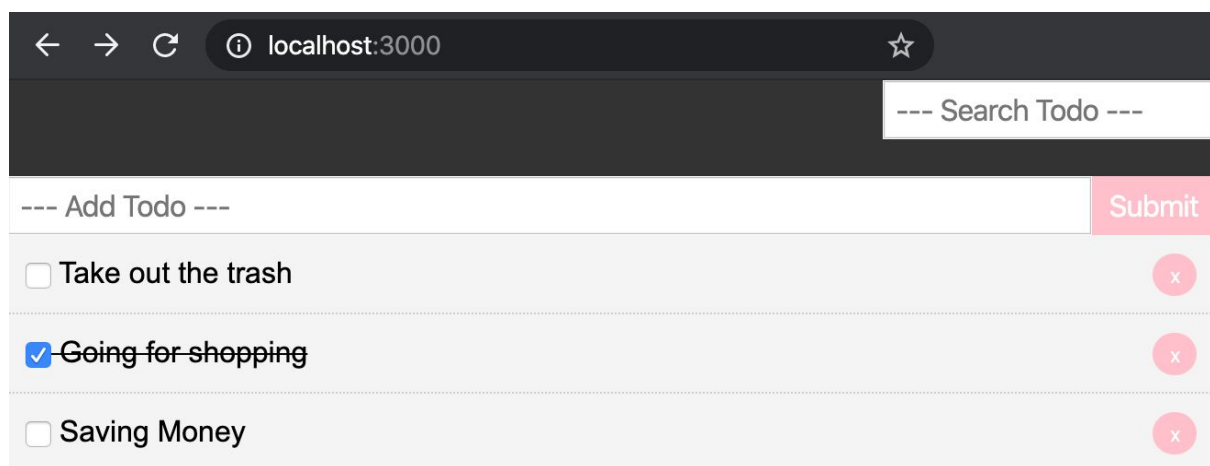 localhost:3000
--- Search Todo ---
--- Add Todo --- Submit
Take out the trash x
Going for shopping x
Saving Money x